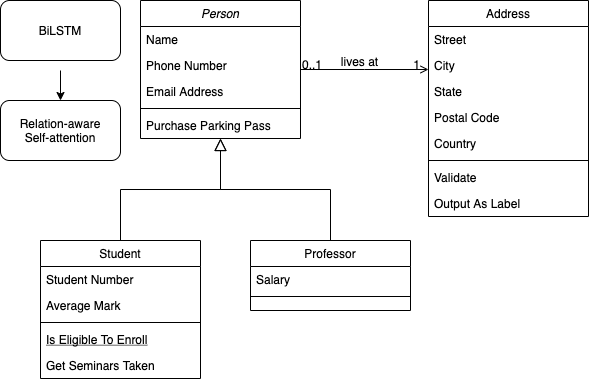 BiLSTM
Relation-aware
Self-attention
Person
Name
Phone Number
Email Address
Purchase Parking Pass
0..1
lives at
1
Address
Street
City
State
Postal Code
Country
Validate
Output As Label
Student
Student Number
Average Mark
Is Eligible To Enroll
Get Seminars Taken
Professor
Salary